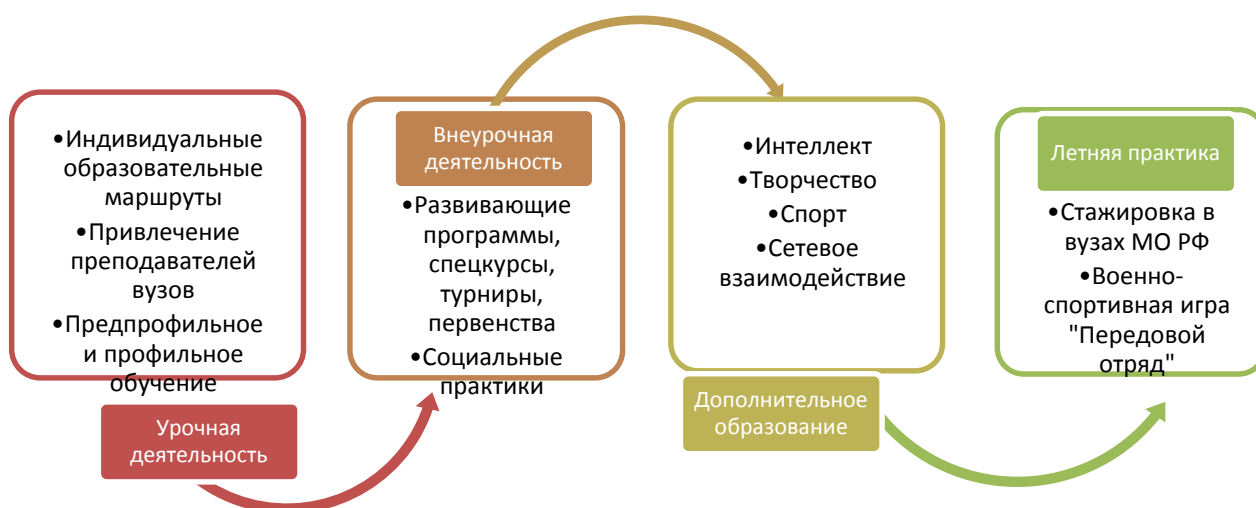 •Индивидуальные
образовательные
маршруты
•Привлечение
преподавателей
вузов
•Предпрофильное
и профильное
обучение
Урочная
деятельность
Внеурочная
деятельность
•Развивающие
программы,
спецкурсы,
турниры,
первенства
•Социальные
практики
•Интеллект
•Творчество
•Спорт
•Сетевое
взаимодействие
Дополнительное
образование
Летняя практика
•Стажировка в
вузах МО РФ
•Военно-
спортивная игра
"Передовой
отряд"